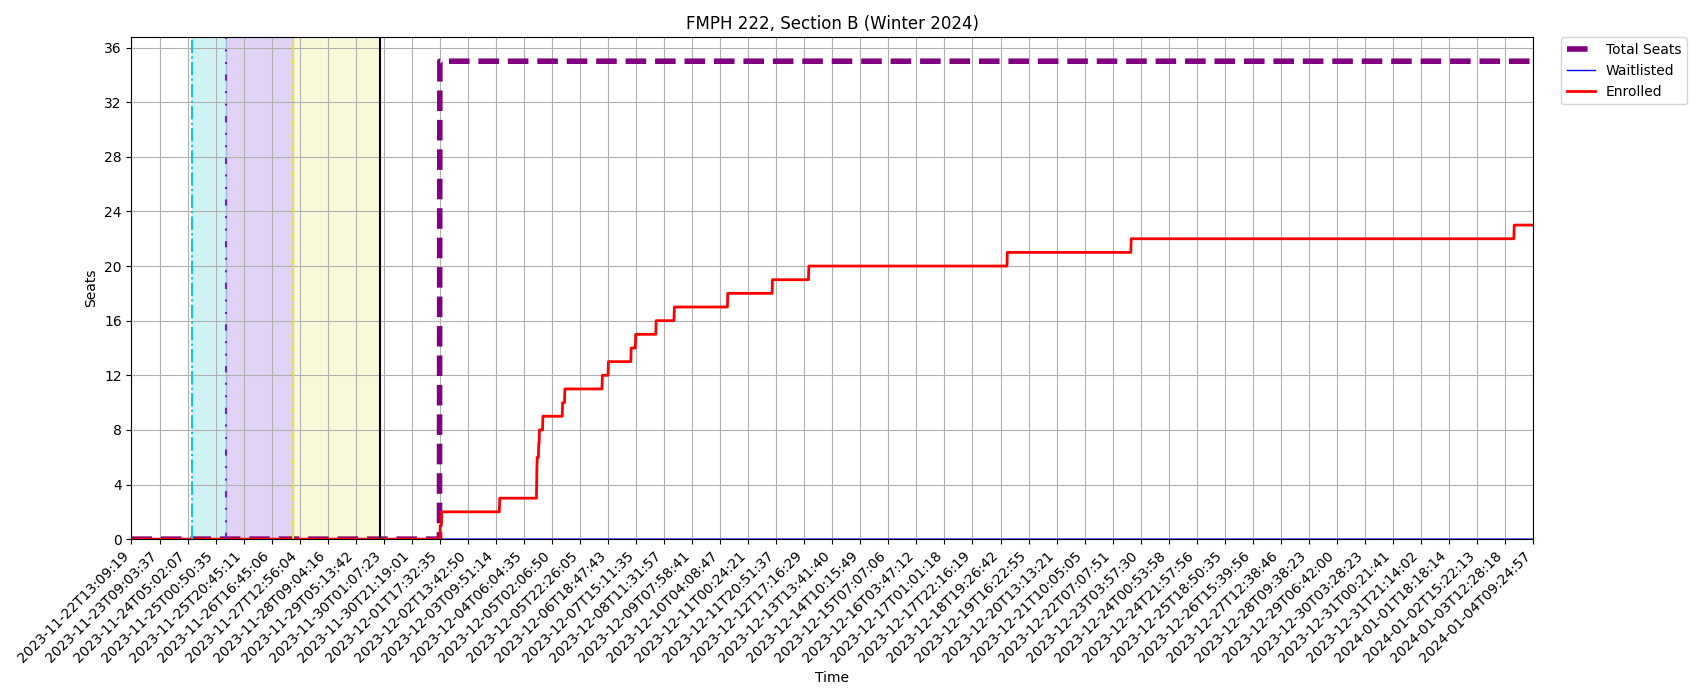 FMPH 222, Section B (Winter 2024)
Total Seats
Waitlisted
Enrolled
Seats
36
32
28
24
20
16
12
8
4
0
2023-11-22T13:09:19
2023-11-23T09:03:37
2023-11-24T05:02:07
2023-11-25T00:50:35
2023-11-25T20:45:11
2023-11-26T16:45:06
2023-11-27T12:56:04
2023-11-28T09:04:16
2023-11-29T05:13:42
2023-11-30T01:07:23
2023-11-30T21:19:01
2023-12-01T17:32:35
2023-12-02T13:42:50
2023-12-03T09:51:14
2023-12-04T06:04:35
2023-12-05T02:06:50
2023-12-05T22:26:05
2023-12-06T18:47:43
2023-12-07T15:11:35
2023-12-08T11:31:57
2023-12-09T07:58:41
2023-12-10T04:08:47
2023-12-11T00:24:21
2023-12-11T20:51:37
2023-12-12T17:16:29
2023-12-13T13:41:40
2023-12-14T10:15:49
2023-12-15T07:07:06
2023-12-16T03:47:12
2023-12-17T01:01:18
2023-12-17T22:16:19
2023-12-18T19:26:42
2023-12-19T16:22:55
2023-12-20T13:13:21
2023-12-21T10:05:05
2023-12-22T07:07:51
2023-12-23T03:57:30
2023-12-24T00:53:58
2023-12-24T21:57:56
2023-12-25T18:50:35
2023-12-26T15:39:56
2023-12-27T12:38:46
2023-12-28T09:38:23
2023-12-29T06:42:00
2023-12-30T03:28:23
2023-12-31T00:21:41
2023-12-31T21:14:02
2024-01-01T18:18:14
2024-01-02T15:22:13
2024-01-03T12:28:18
2024-01-04T09:24:57
Time